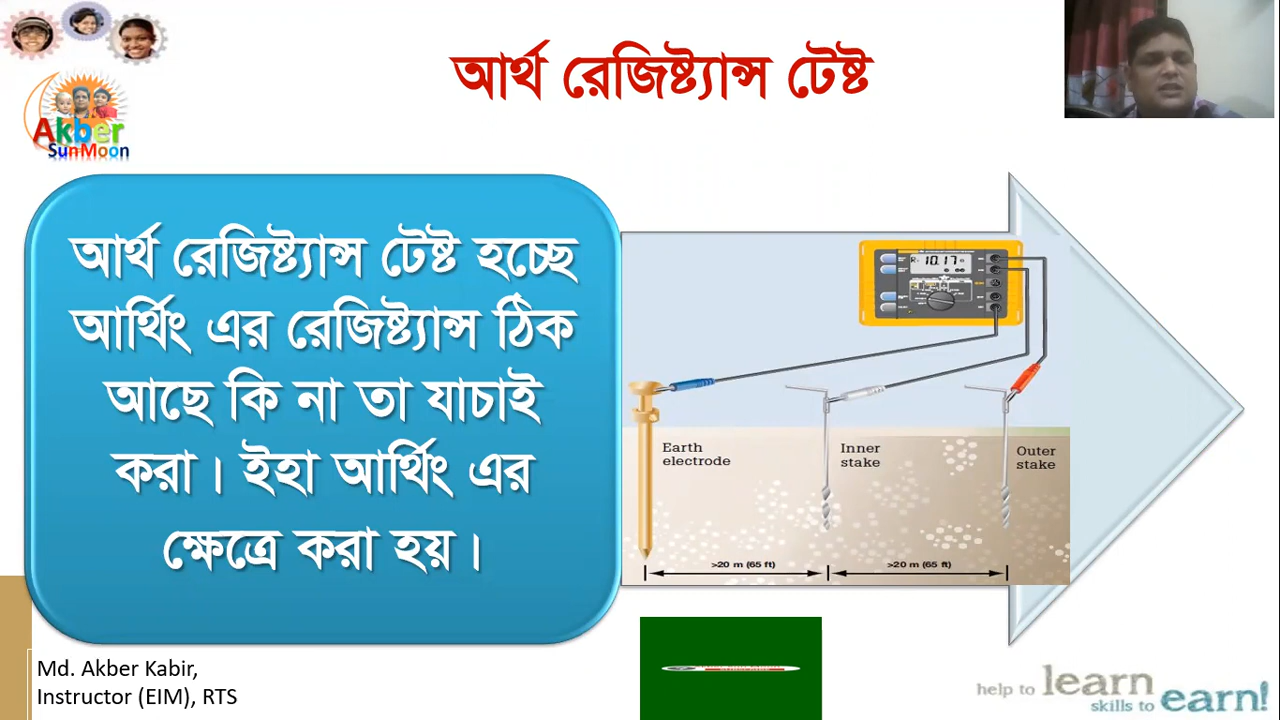 আর্থ রেজিষ্ট্যান্স টেষ্ট
Akber
SunMoon
আর্থ রেজিষ্ট্যান্স টেষ্ট হচ্ছে
আর্থিং এর রেজিষ্ট্যান্স ঠিক
আছে কি না তা যাচাই
করা। ইহা আর্থিং এর
ক্ষেত্রে করা হয়।
10.17
Earth
electrode
Inner
stake
Outer
stake
>20 m (65 ft)
>20 m (65 ft)
Md. Akber Kabir,
Instructor (EIM), RTS
help to learn
skills to earn!